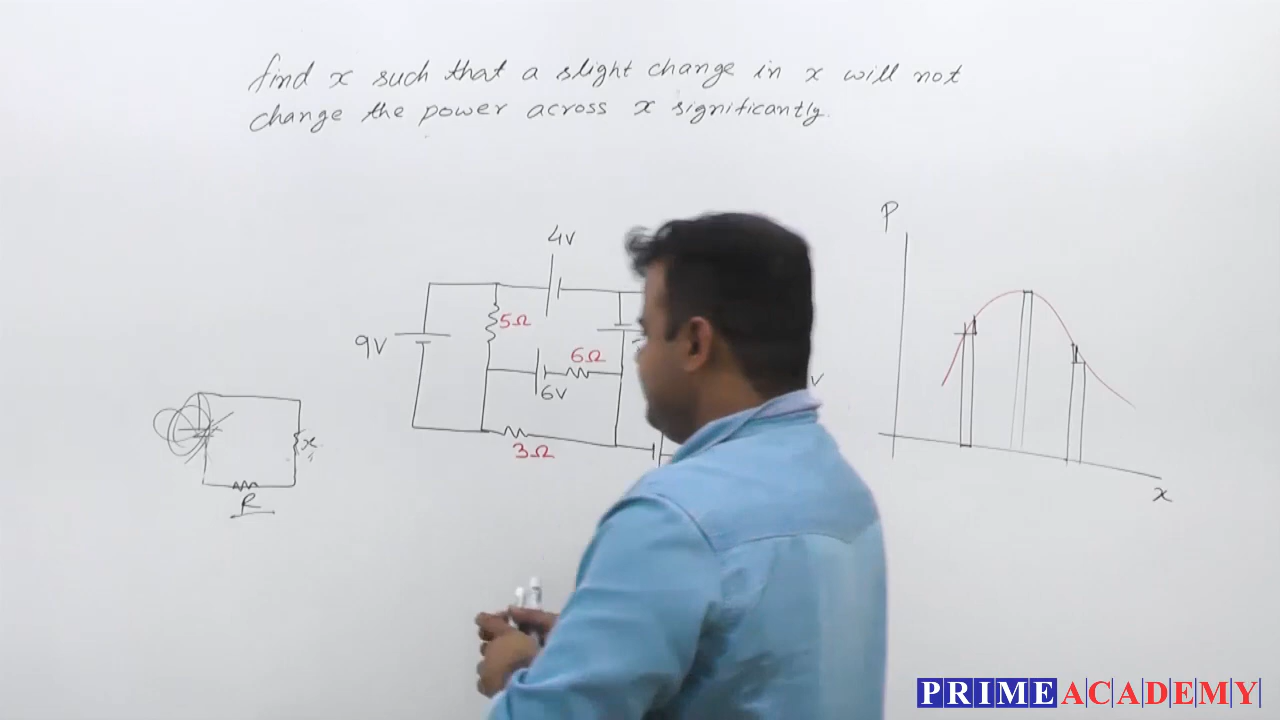 find x such that a slight change in x will not
change the power across x significantly.
P
4V
5Ω
9V
6Ω
6V
V
x
3Ω
R
x
PRIME ACADEMY